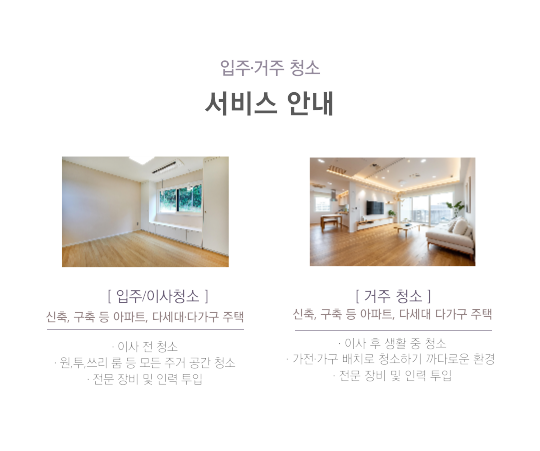 입주·거주 청소
서비스 안내
[ 입주/이사청소 ]
신축, 구축 등 아파트, 다세대·다가구 주택
· 이사 전 청소
· 원,투,쓰리 룸 등 모든 주거 공간 청소
· 전문 장비 및 인력 투입
[ 거주 청소 ]
신축, 구축 등 아파트, 다세대 다가구 주택
· 이사 후 생활 중 청소
· 가전·가구 배치로 청소하기 까다로운 환경
· 전문 장비 및 인력 투입